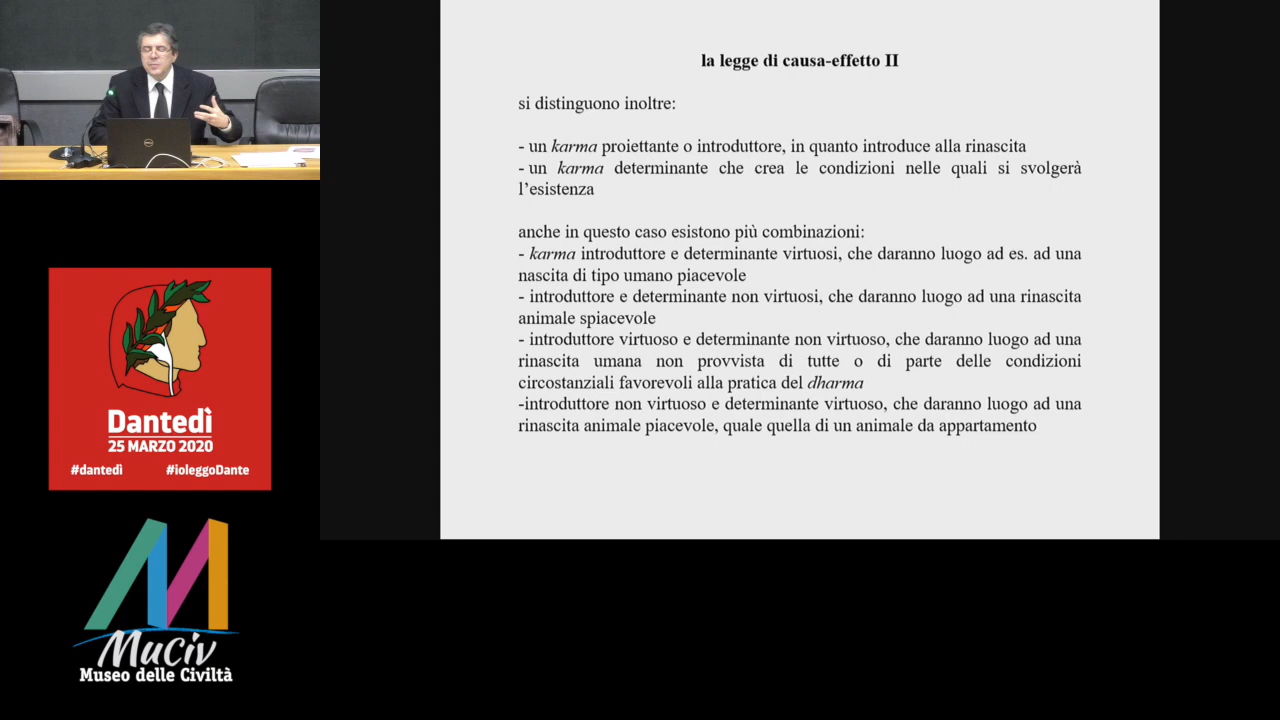 la legge di causa-effetto II
si distinguono inoltre:
- un karma proiettante o introduttore, in quanto introduce alla rinascita
- un karma determinante che crea le condizioni nelle quali si svolgerà
l’esistenza
anche in questo caso esistono più combinazioni:
- karma introduttore e determinante virtuosi, che daranno luogo ad es. ad una
nascita di tipo umano piacevole
- introduttore e determinante non virtuosi, che daranno luogo ad una rinascita
animale spiacevole
- introduttore virtuoso e determinante non virtuoso, che daranno luogo ad una
rinascita umana non provvista di tutte o di parte delle condizioni
circostanziali favorevoli alla pratica del dharma
-introduttore non virtuoso e determinante virtuoso, che daranno luogo ad una
rinascita animale piacevole, quale quella di un animale da appartamento
Dantedì
25 MARZO 2020
#dantedì #ioleggoDante
MuCiv
Museo delle Civiltà
DELL